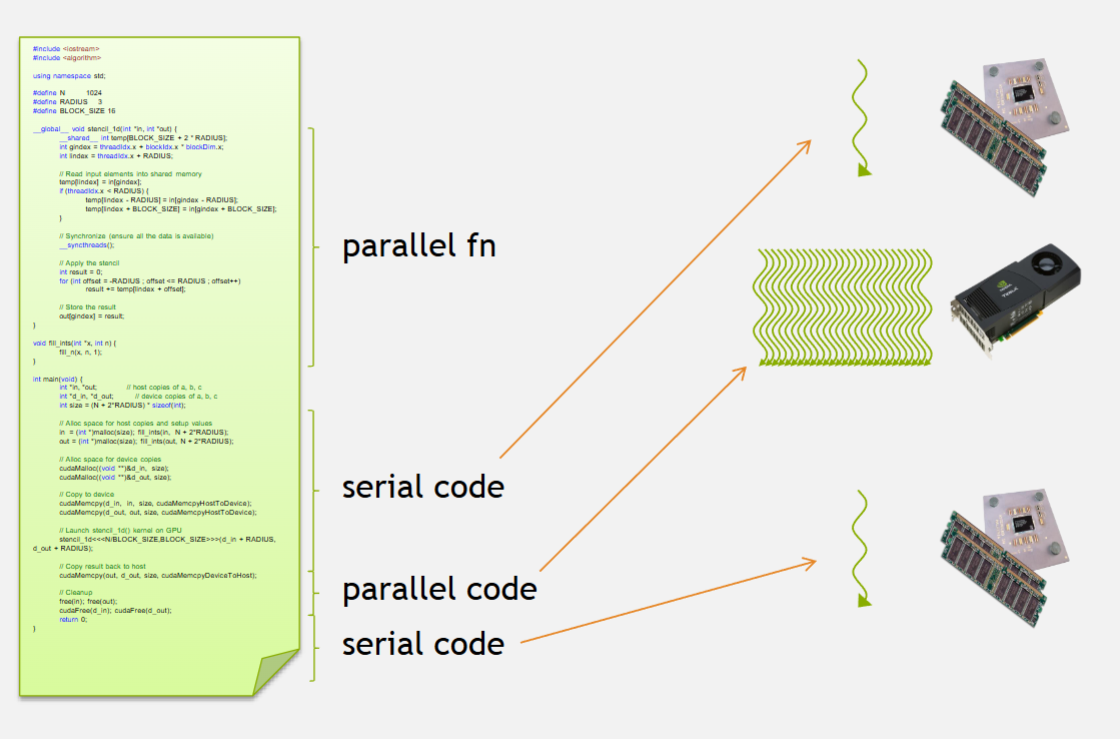 #include <iostream>
#include <algorithm>
using namespace std;
#define N 1024
#define RADIUS 3
#define BLOCK_SIZE 16
__global__ void stencil_1d(int *in, int *out) {
__shared__ int temp[BLOCK_SIZE + 2 * RADIUS];
int gindex = threadIdx.x + blockIdx.x * blockDim.x;
int lindex = threadIdx.x + RADIUS;
// Read input elements into shared memory
temp[lindex] = in[gindex];
if (threadIdx.x < RADIUS) {
temp[lindex - RADIUS] = in[gindex - RADIUS];
temp[lindex + BLOCK_SIZE] = in[gindex + BLOCK_SIZE];
}
// Synchronize (ensure all the data is available)
__syncthreads();
// Apply the stencil
int result = 0;
for (int offset = -RADIUS ; offset <= RADIUS ; offset++)
result += temp[lindex + offset];
// Store the result
out[gindex] = result;
}
void fill_ints(int *x, int n) {
fill_n(x, n, 1);
}
int main(void) {
int *in, *out; // host copies of a, b, c
int *d_in, *d_out; // device copies of a, b, c
int size = (N + 2*RADIUS) * sizeof(int);
// Alloc space for host copies and setup values
in = (int *)malloc(size); fill_ints(in, N + 2*RADIUS);
out = (int *)malloc(size); fill_ints(out, N + 2*RADIUS);
// Alloc space for device copies
cudaMalloc((void **)&d_in, size);
cudaMalloc((void **)&d_out, size);
// Copy to device
cudaMemcpy(d_in, in, size, cudaMemcpyHostToDevice);
cudaMemcpy(d_out, out, size, cudaMemcpyHostToDevice);
// Launch stencil_1d() kernel on GPU
stencil_1d<<<N/BLOCK_SIZE,BLOCK_SIZE>>>(d_in + RADIUS,
d_out + RADIUS);
// Copy result back to host
cudaMemcpy(out, d_out, size, cudaMemcpyDeviceToHost);
// Cleanup
free(in); free(out);
cudaFree(d_in); cudaFree(d_out);
return 0;
}
parallel fn
serial code
parallel code
serial code
TESLA